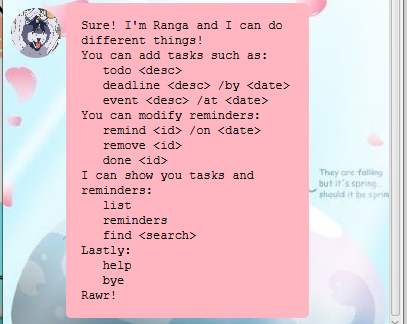 Sure! I'm Ranga and I can do
different things!
You can add tasks such as:
todo <desc>
deadline <desc> /by <date>
event <desc> /at <date>
You can modify reminders:
remind <id> /on <date>
remove <id>
done <id>
I can show you tasks and
reminders:
list
reminders
find <search>
Lastly:
help
bye
Rawr!
They are falling
but it's spring...
should it be sprin